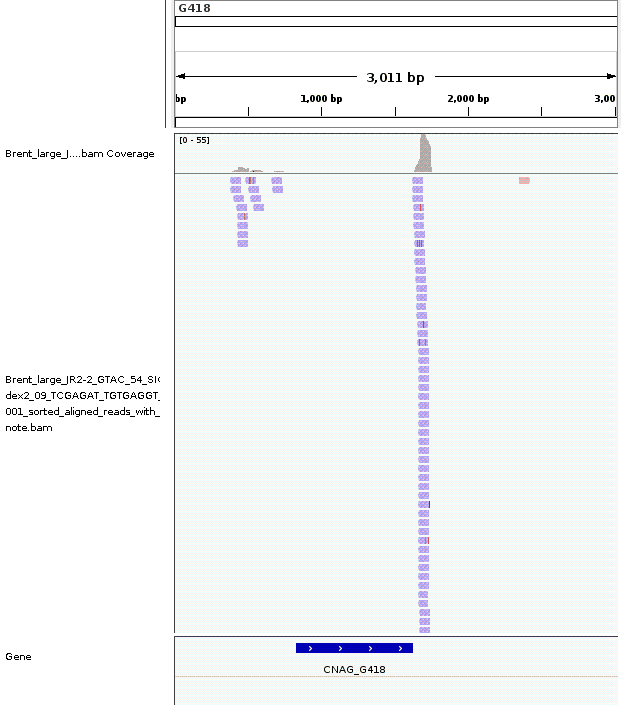 G418
3,011 bp
bp 1,000 bp 2,000 bp 3,00
[0 - 55]
Brent_large_J....bam Coverage
Brent_large_JR2-2_GTAC_54_SIC
dex2_09_TCGAGAT_TGTGAGGT_
001_sorted_aligned_reads_with_
note.bam
Gene
CNAG_G418